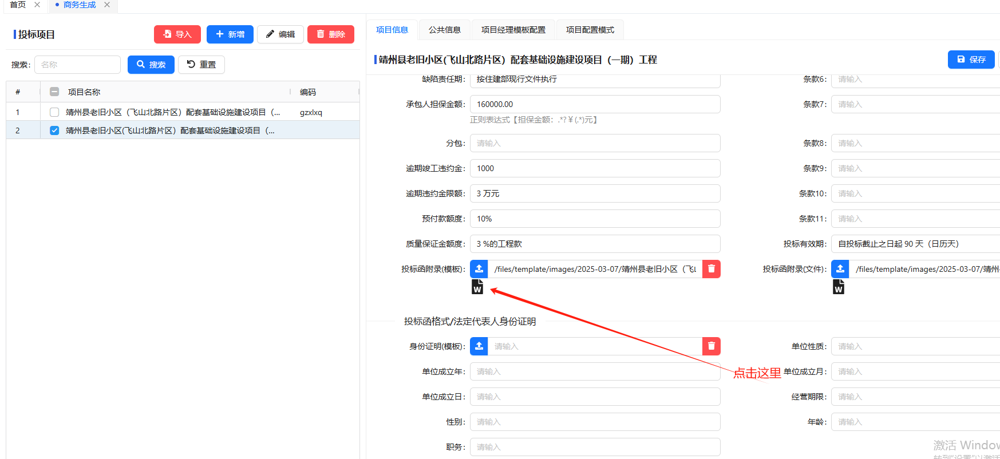 首页
商务生成
投标项目
导入
新增
编辑
删除
搜索:
名称
搜索
重置
# 项目名称 编码
1 靖州县老旧小区（飞山北路片区）配套基础设施建设项目（... gzxlxq
2 靖州县老旧小区(飞山北路片区）配套基础设施建设项目（...
项目信息
公共信息
项目经理模板配置
项目配置模式
靖州县老旧小区(飞山北路片区）配套基础设施建设项目（一期）工程
保存
缺陷责任期: 按住建部现行文件执行
条款6: 请输入
承包人担保金额: 160000.00
条款7: 请输入
正则表达式【担保金额：.*?￥(.*)元】
分包: 请输入
条款8: 请输入
逾期竣工违约金: 1000
条款9: 请输入
逾期违约金限额: 3 万元
条款10: 请输入
预付款额度: 10%
条款11: 请输入
质量保证金额度: 3 %的工程款
投标有效期: 自投标截止之日起 90 天（日历天）
投标函附录(模板): /files/template/images/2025-03-07/靖州县老旧小区（飞
投标函附录(文件): /files/template/images/2025-03-07/靖州
W
W
投标函格式/法定代表人身份证明
身份证明(模板): 请输入
单位性质: 请输入
点击这里
单位成立年: 请输入
单位成立月: 请输入
单位成立日: 请输入
经营期限: 请输入
性别: 请输入
年龄: 请输入
职务: 请输入
激活 Window
转到"设置"以激活